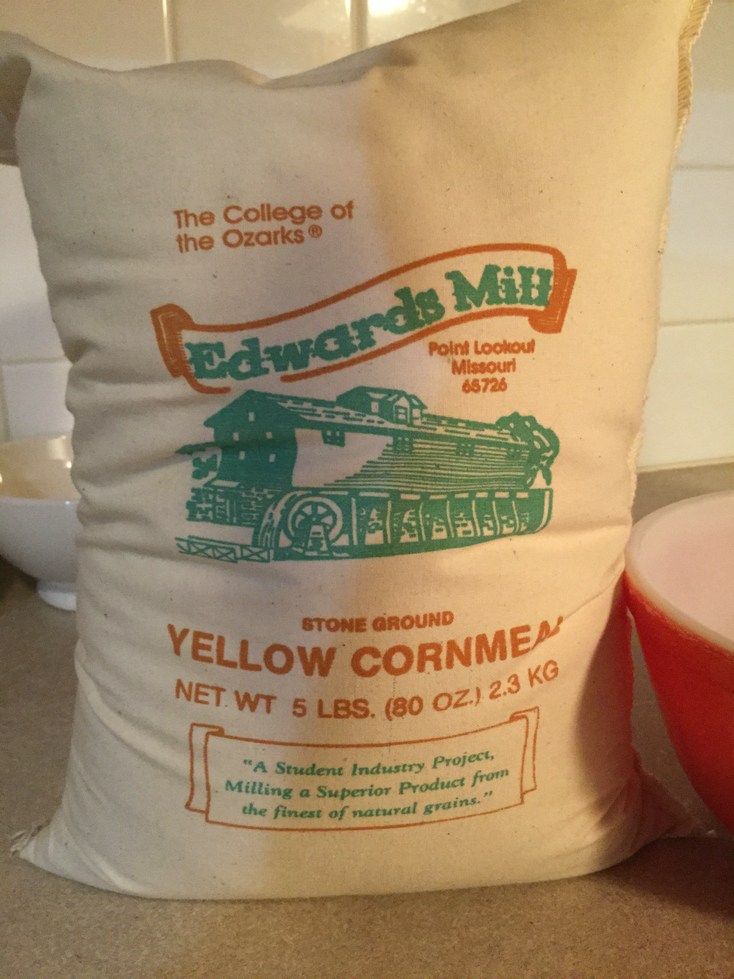 The College of
the Ozarks®
Edwards Mill
Point Lookout
Missouri
65726
STONE GROUND
YELLOW CORNMEAL
NET WT 5 LBS. (80 OZ.) 2.3 KG
"A Student Industry Project,
Milling a Superior Product from
the finest of natural grains."